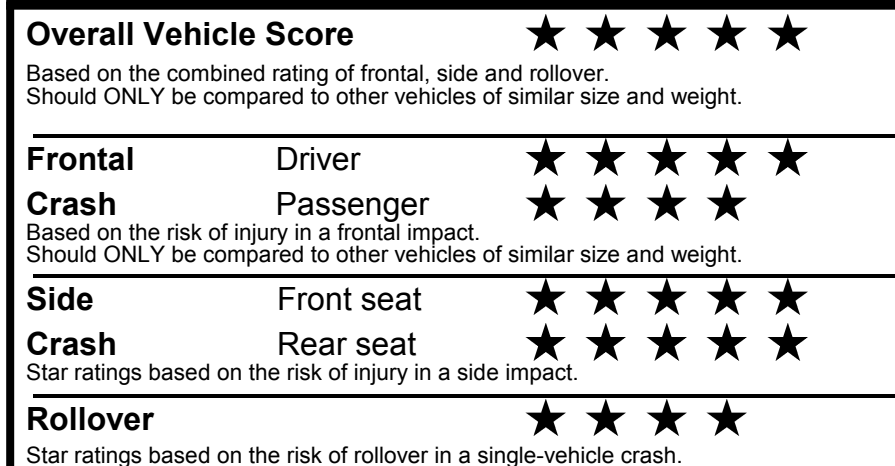 Overall Vehicle Score ★ ★ ★ ★ ★
Based on the combined rating of frontal, side and rollover.
Should ONLY be compared to other vehicles of similar size and weight.
Frontal Driver ★ ★ ★ ★ ★
Crash Passenger ★ ★ ★ ★
Based on the risk of injury in a frontal impact.
Should ONLY be compared to other vehicles of similar size and weight.
Side Front seat ★ ★ ★ ★ ★
Crash Rear seat ★ ★ ★ ★ ★
Star ratings based on the risk of injury in a side impact.
Rollover ★ ★ ★ ★
Star ratings based on the risk of rollover in a single-vehicle crash.